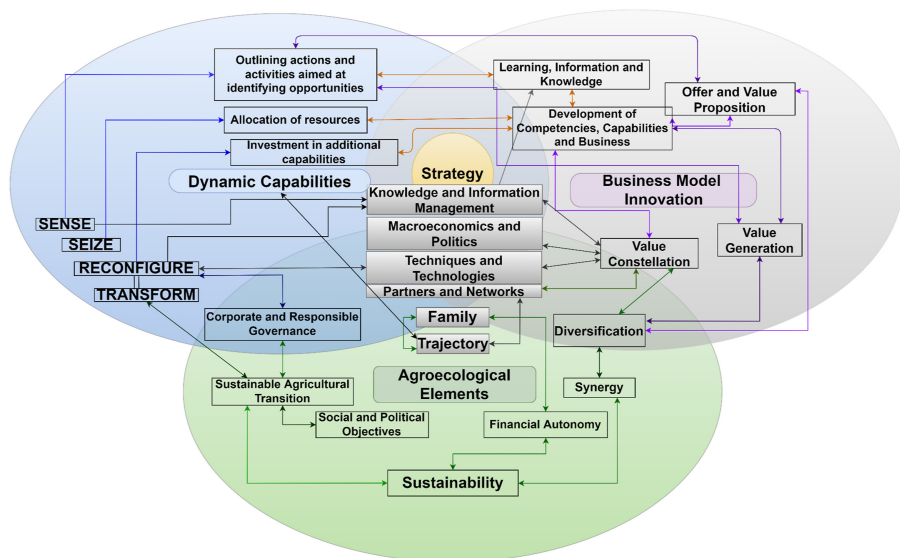 Outlining actions and
activities aimed at
identifying opportunities
Learning, Information and
Knowledge
Offer and Value
Proposition
Allocation of resources
Development of
Competencies, Capabilities
and Business
Investment in additional
capabilities
Strategy
Dynamic Capabilities
Business Model
Innovation
Knowledge and Information
Management
SENSE
SEIZE
RECONFIGURE
TRANSFORM
Macroeconomics and
Politics
Techniques and
Technologies
Partners and Networks
Value
Constellation
Value
Generation
Corporate and Responsible
Governance
Family
Trajectory
Diversification
Agroecological
Elements
Sustainable Agricultural
Transition
Synergy
Social and Political
Objectives
Financial Autonomy
Sustainability